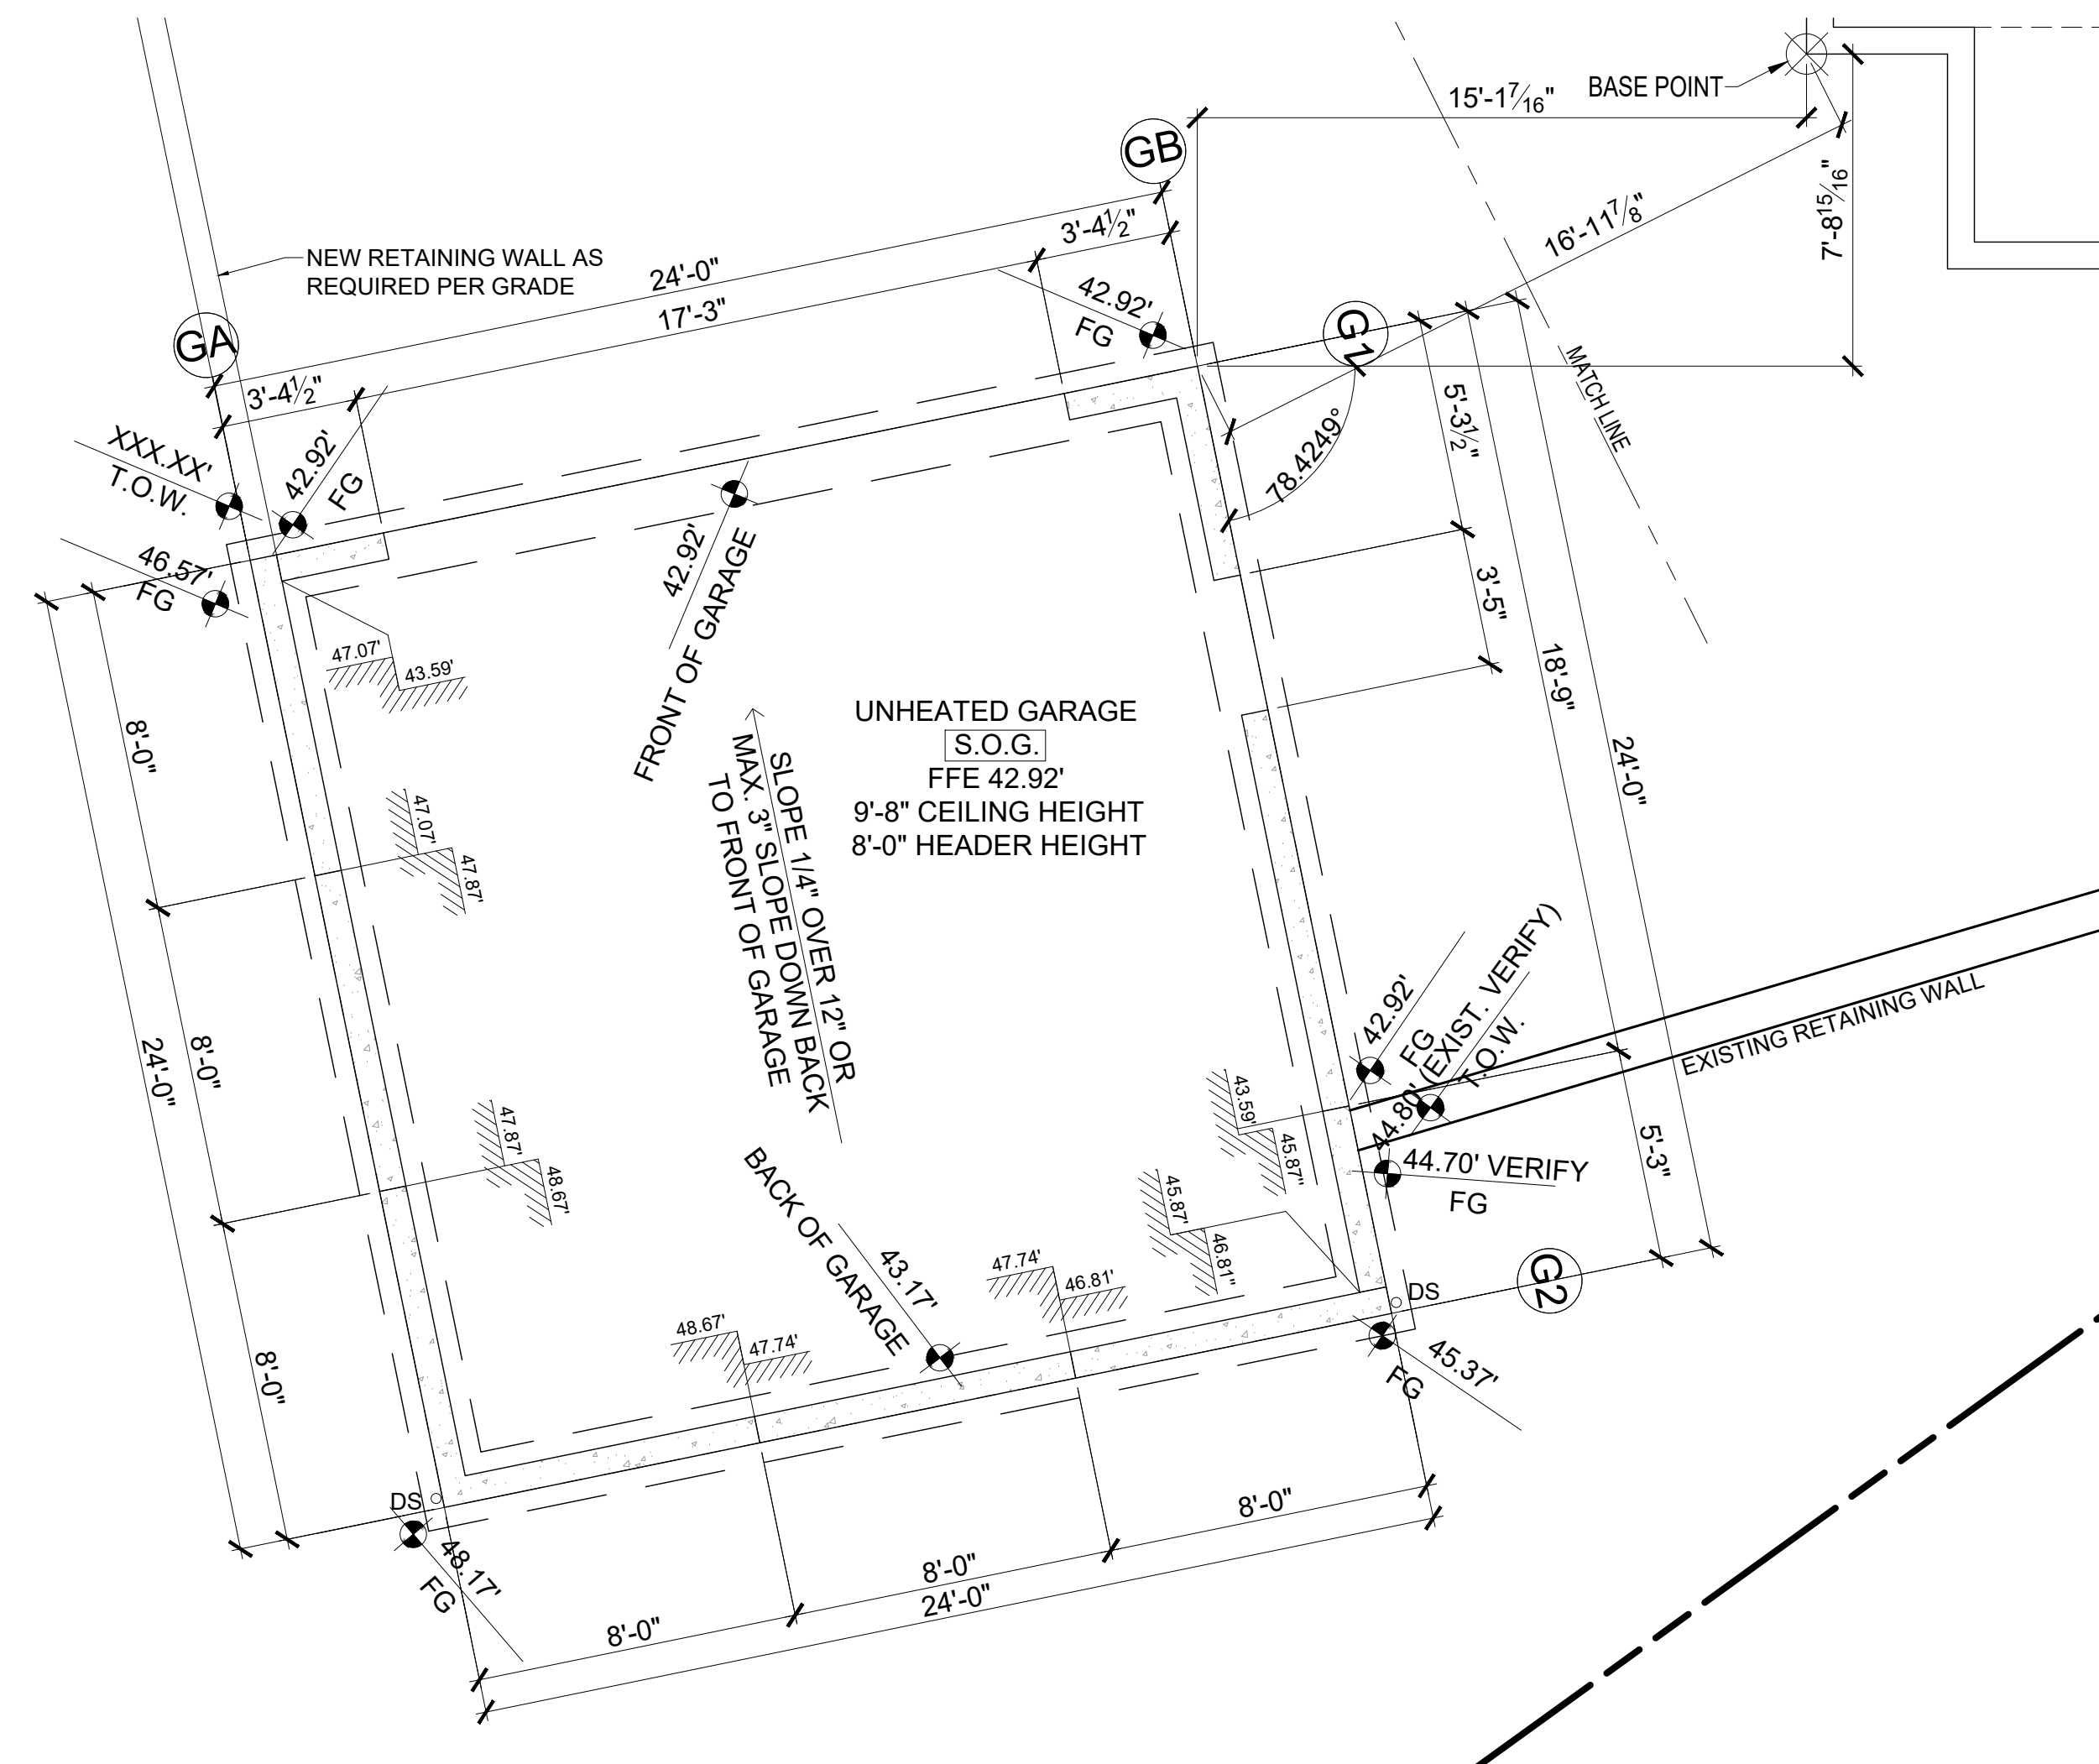 BASE POINT
15'-1 7/16"
7'-8 15/16"
16'-11 7/8"
GB
GA
G1
G2
NEW RETAINING WALL AS
REQUIRED PER GRADE
24'-0"
3'-4 1/2"
17'-3"
3'-4 1/2"
42.92'
FG
XXX.XX'
T.O.W.
42.92'
FG
46.57'
FG
42.92'
FRONT OF GARAGE
78.4249°
MATCH LINE
5'-3 1/2"
3'-5"
18'-9"
24'-0"
5'-3"
47.07'
43.59'
UNHEATED GARAGE
S.O.G.
FFE 42.92'
9'-8" CEILING HEIGHT
8'-0" HEADER HEIGHT
SLOPE 1/4" OVER 12" OR
MAX. 3" SLOPE DOWN BACK
TO FRONT OF GARAGE
8'-0"
8'-0"
8'-0"
24'-0"
47.07'
47.87'
47.87'
48.67'
42.92'
FG
44.80' (EXIST. VERIFY)
T.O.W.
EXISTING RETAINING WALL
44.70' VERIFY
FG
43.59'
45.87"
45.87'
46.81"
BACK OF GARAGE
43.17'
47.74'
46.81'
48.67'
47.74'
DS
45.37'
FG
DS
48.17'
FG
8'-0"
8'-0"
8'-0"
24'-0"